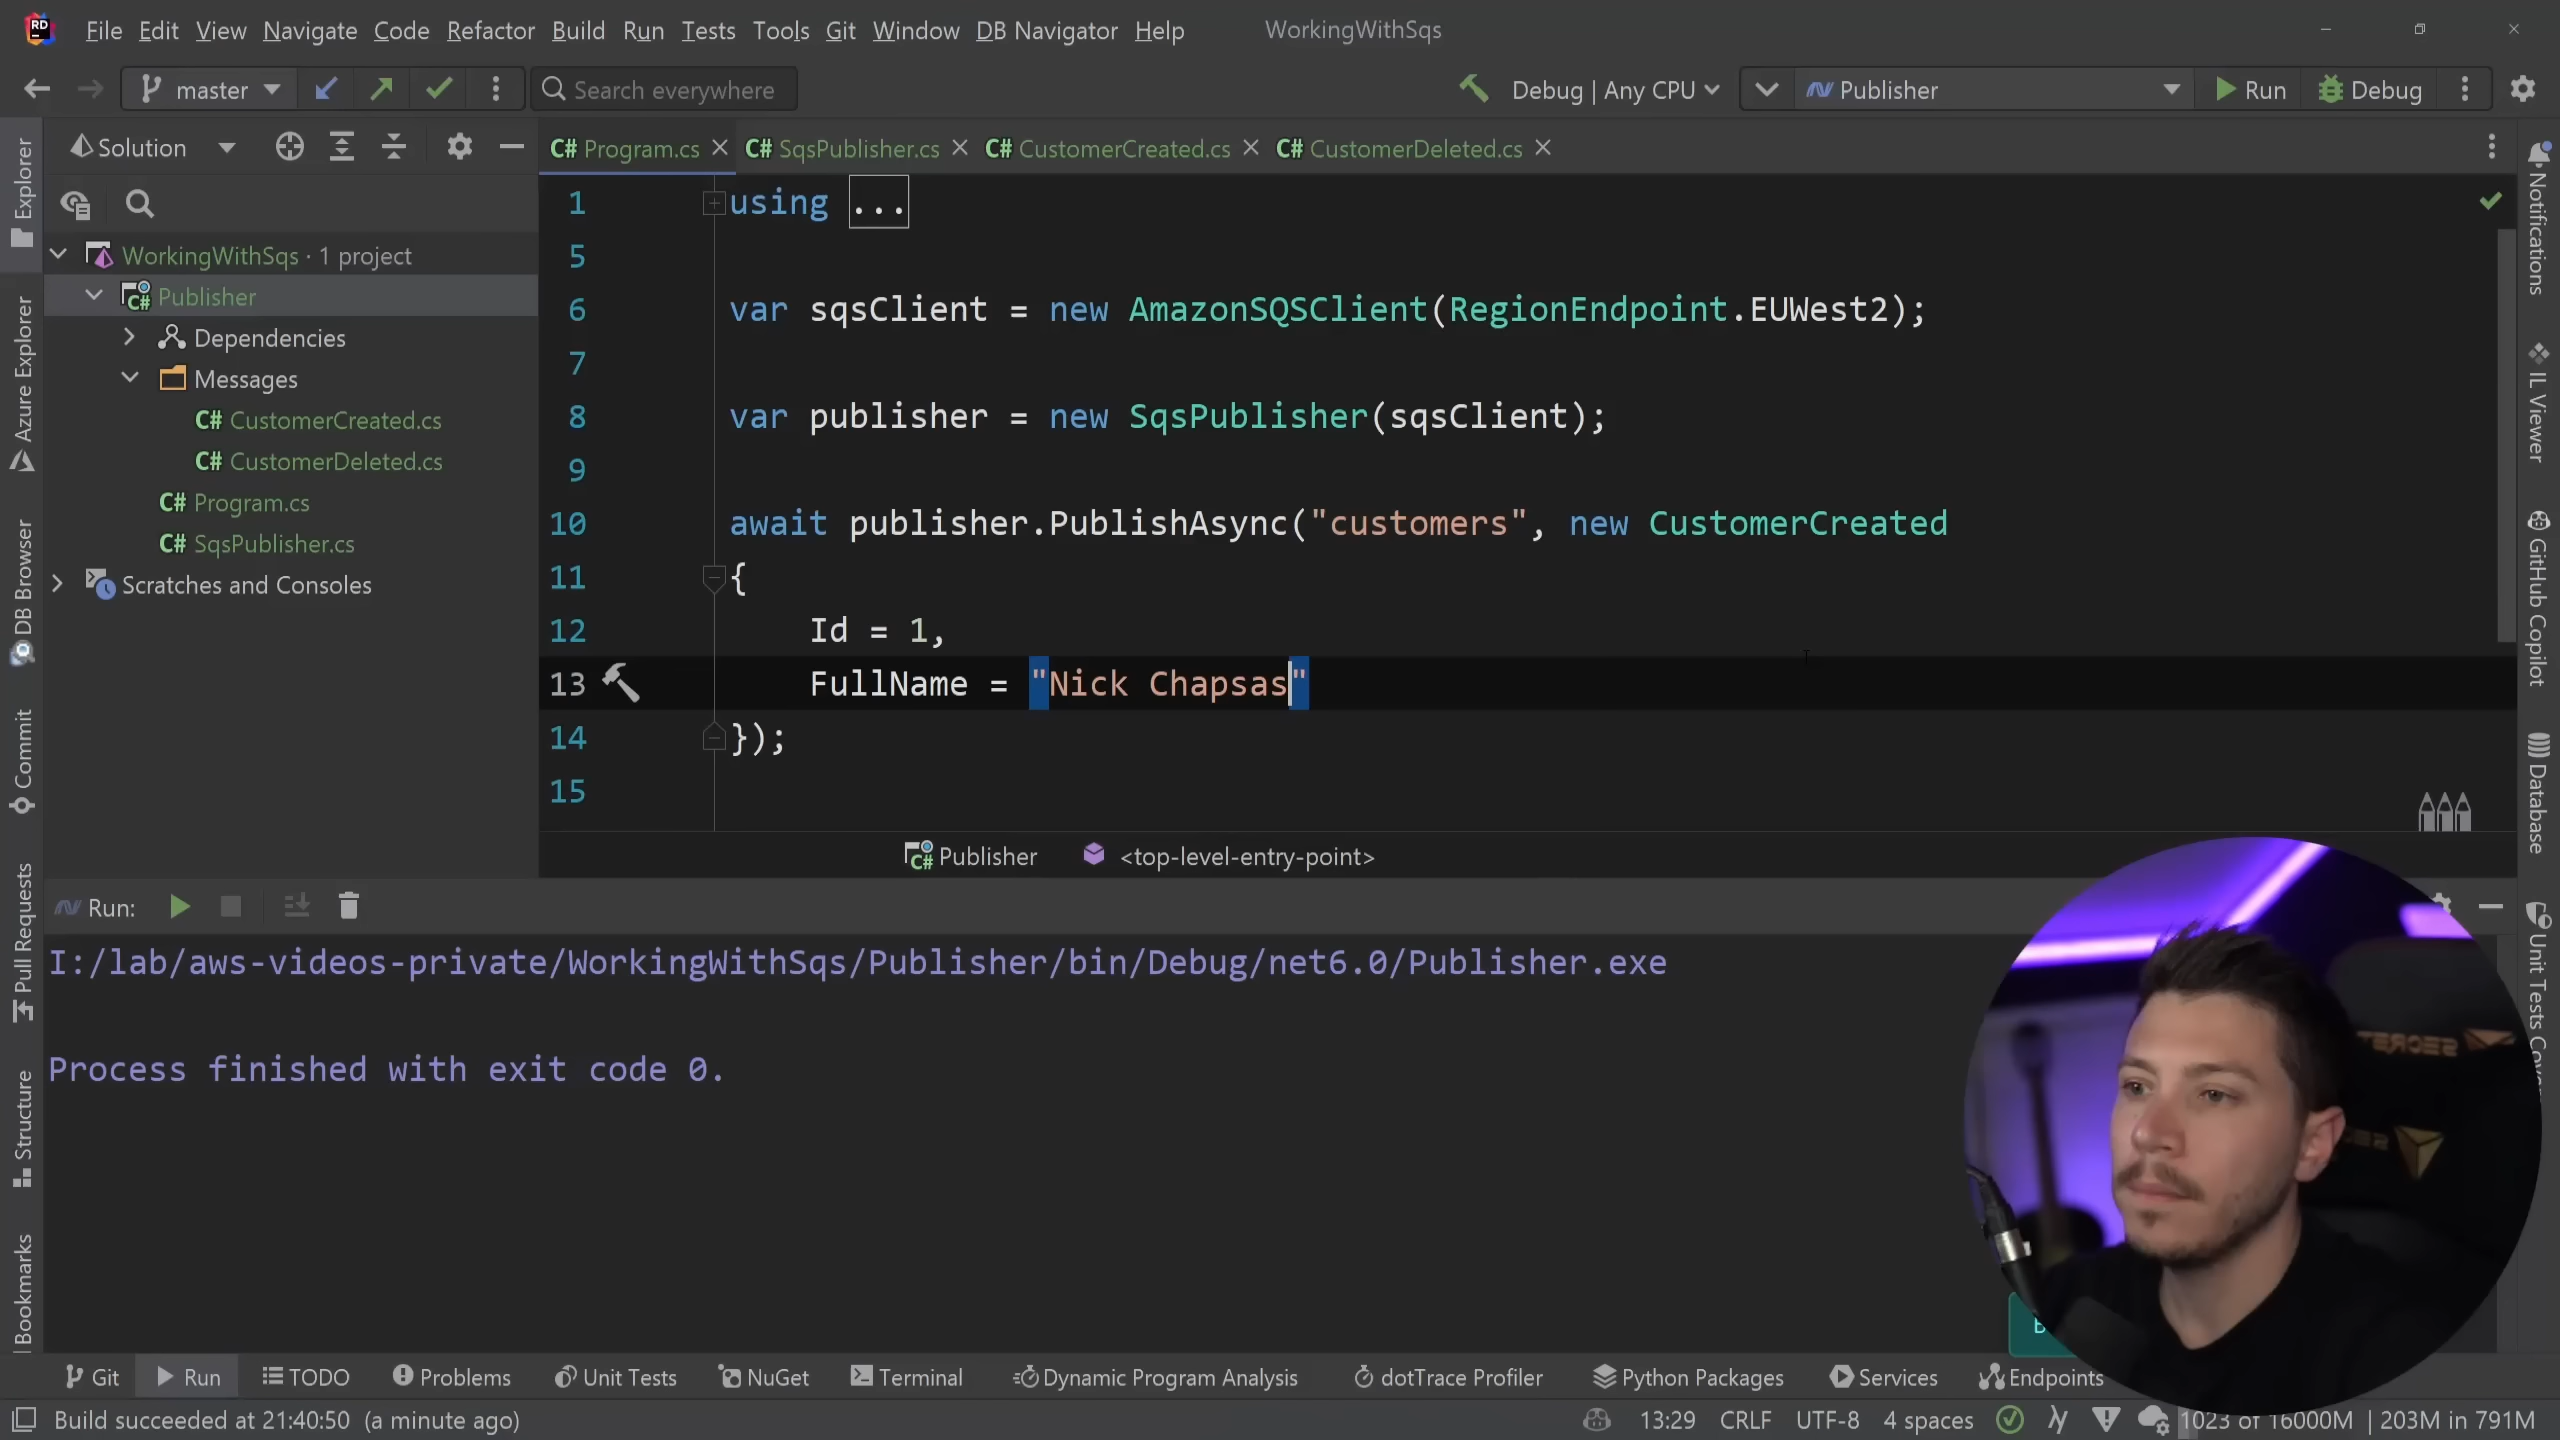 File Edit View Navigate Code Refactor Build Run Tests Tools Git Window DB Navigator Help WorkingWithSqs
master Search everywhere Debug | Any CPU Publisher Run Debug
Solution
C# Program.cs C# SqsPublisher.cs C# CustomerCreated.cs C# CustomerDeleted.cs
WorkingWithSqs · 1 project
Publisher
Dependencies
Messages
C# CustomerCreated.cs
C# CustomerDeleted.cs
C# Program.cs
C# SqsPublisher.cs
Scratches and Consoles
1 using ...
5
6 var sqsClient = new AmazonSQSClient(RegionEndpoint.EUWest2);
7
8 var publisher = new SqsPublisher(sqsClient);
9
10 await publisher.PublishAsync("customers", new CustomerCreated
11 {
12 Id = 1,
13 FullName = "Nick Chapsas"
14 });
15
Publisher <top-level-entry-point>
Run:
I:/lab/aws-videos-private/WorkingWithSqs/Publisher/bin/Debug/net6.0/Publisher.exe
Process finished with exit code 0.
Explorer
Azure Explorer
DB Browser
Commit
Pull Requests
Structure
Bookmarks
Notifications
IL Viewer
GitHub Copilot
Database
Unit Tests
SECRET
Git Run TODO Problems Unit Tests NuGet Terminal Dynamic Program Analysis dotTrace Profiler Python Packages Services Endpoints
Build succeeded at 21:40:50 (a minute ago) 13:29 CRLF UTF-8 4 spaces 1023 of 16000M 203M in 791M